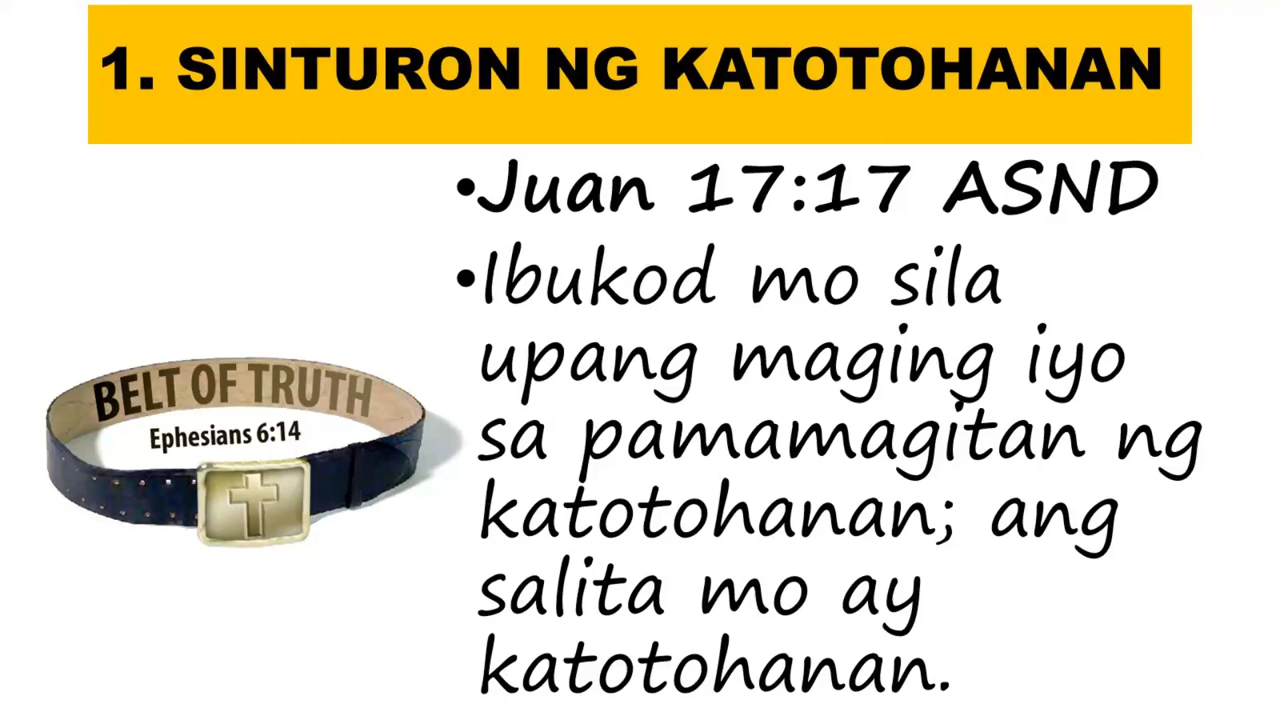 1. SINTURON NG KATOTOHANAN
•Juan 17:17 ASND
•Ibukod mo sila
upang maging iyo
sa pamamagitan ng
katotohanan; ang
salita mo ay
katotohanan.
BELT OF TRUTH
Ephesians 6:14